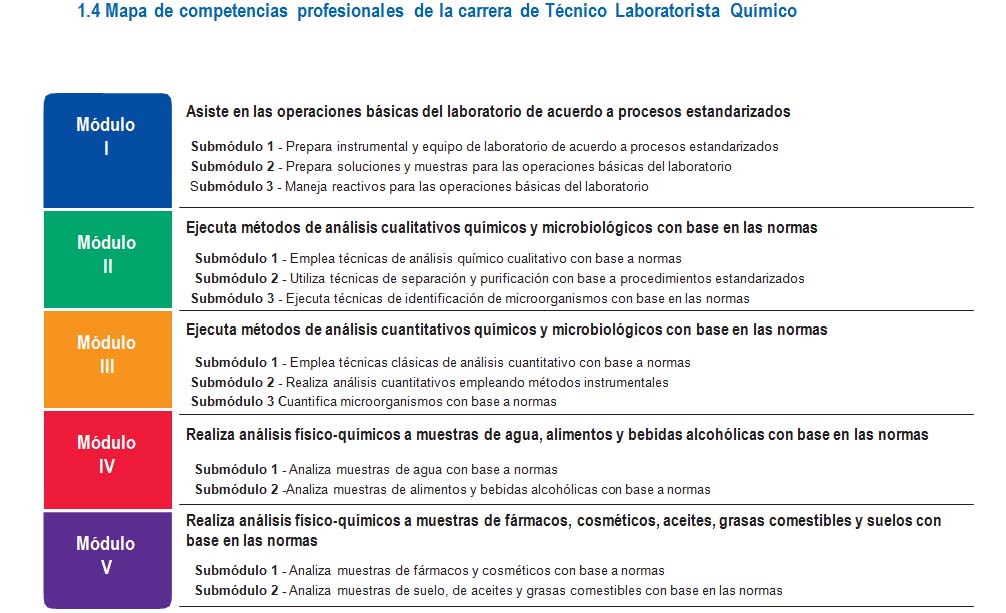 1.4 Mapa de competencias profesionales de la carrera de Técnico Laboratorista Químico
Módulo
I
Asiste en las operaciones básicas del laboratorio de acuerdo a procesos estandarizados
Submódulo 1 - Prepara instrumental y equipo de laboratorio de acuerdo a procesos estandarizados
Submódulo 2 - Prepara soluciones y muestras para las operaciones básicas del laboratorio
Submódulo 3 - Maneja reactivos para las operaciones básicas del laboratorio
Módulo
II
Ejecuta métodos de análisis cualitativos químicos y microbiológicos con base en las normas
Submódulo 1 - Emplea técnicas de análisis químico cualitativo con base a normas
Submódulo 2 - Utiliza técnicas de separación y purificación con base a procedimientos estandarizados
Submódulo 3 - Ejecuta técnicas de identificación de microorganismos con base en las normas
Módulo
III
Ejecuta métodos de análisis cuantitativos químicos y microbiológicos con base en las normas
Submódulo 1 - Emplea técnicas clásicas de análisis cuantitativo con base a normas
Submódulo 2 - Realiza análisis cuantitativos empleando métodos instrumentales
Submódulo 3 Cuantifica microorganismos con base a normas
Módulo
IV
Realiza análisis físico-químicos a muestras de agua, alimentos y bebidas alcohólicas con base en las normas
Submódulo 1 - Analiza muestras de agua con base a normas
Submódulo 2 -Analiza muestras de alimentos y bebidas alcohólicas con base a normas
Módulo
V
Realiza análisis físico-químicos a muestras de fármacos, cosméticos, aceites, grasas comestibles y suelos con
base en las normas
Submódulo 1 - Analiza muestras de fármacos y cosméticos con base a normas
Submódulo 2 - Analiza muestras de suelo, de aceites y grasas comestibles con base en las normas